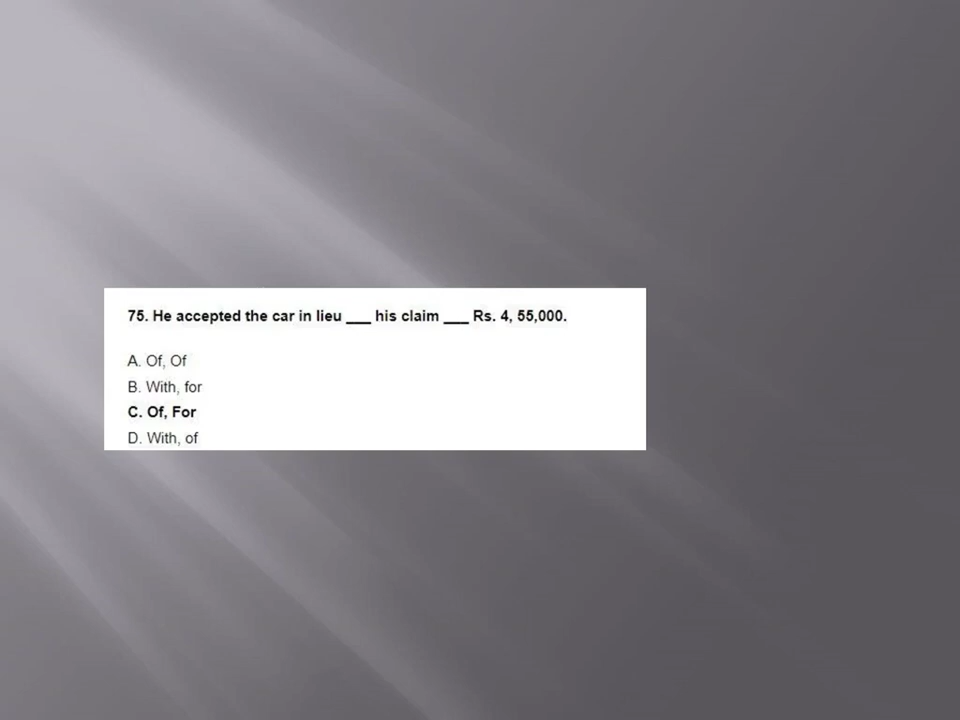 75. He accepted the car in lieu ___ his claim ___ Rs. 4, 55,000.
A. Of, Of
B. With, for
C. Of, For
D. With, of